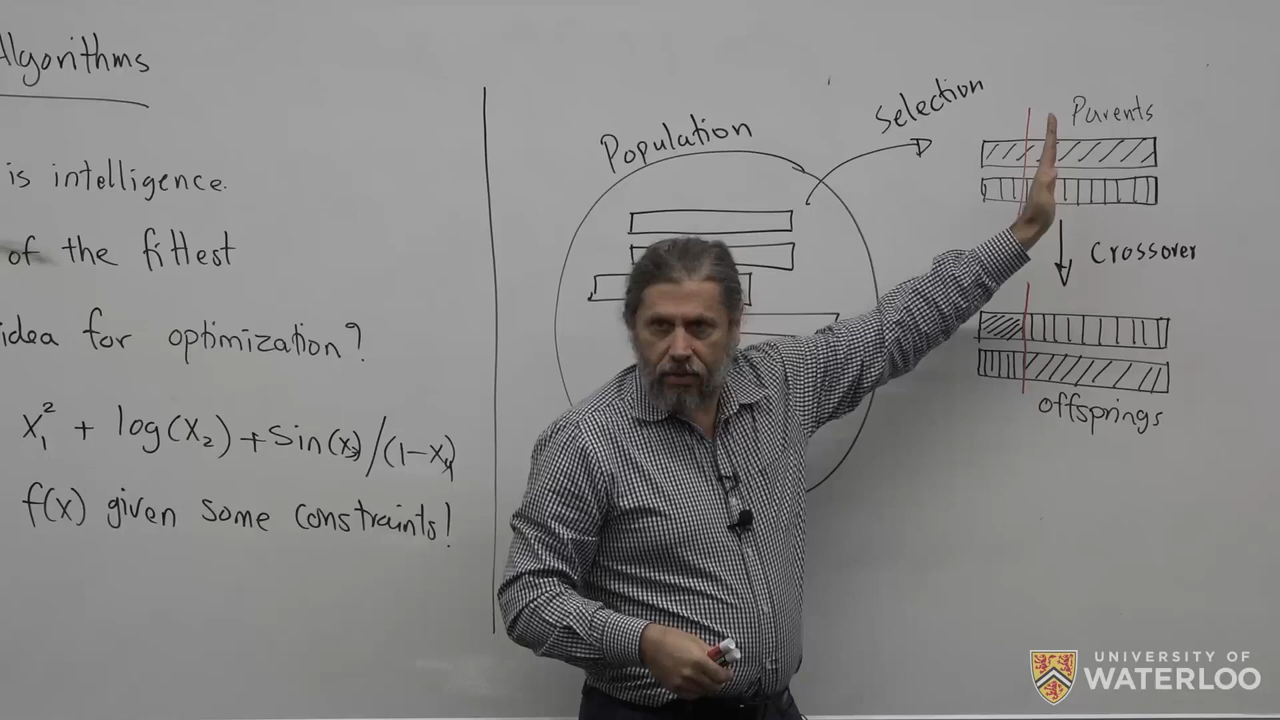 Algorithms
is intelligence.
of the fittest
idea for optimization?
x₁² + log(x₂) + Sin(x₃)/(1-x₄)
f(x) given some constraints!
Population
Selection
Parents
Crossover
offsprings
UNIVERSITY OF
WATERLOO